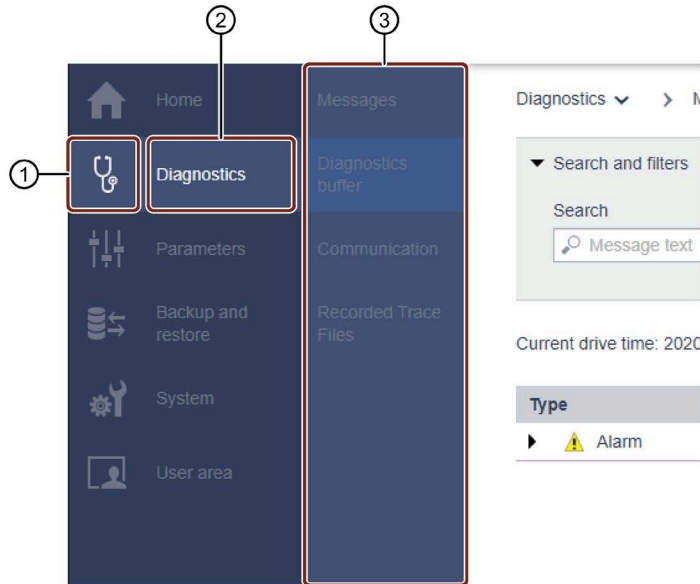 1
2
3
Home
Diagnostics
Parameters
Backup and
restore
System
User area
Messages
Diagnostics
buffer
Communication
Recorded Trace
Files
Diagnostics
Search and filters
Search
Message text
Current drive time: 2020
Type
Alarm